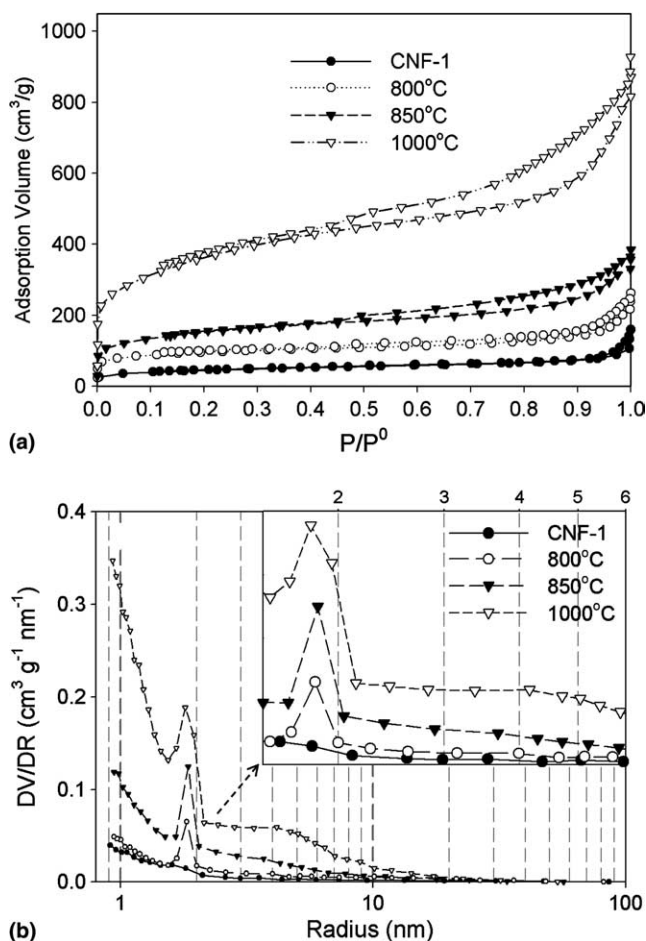 1000
800
600
400
200
0
Adsorption Volume (cm³/g)
CNF-1
800°C
850°C
1000°C
0.0 0.1 0.2 0.3 0.4 0.5 0.6 0.7 0.8 0.9 1.0
P/P⁰
(a)
2 3 4 5 6
0.4
0.3
0.2
0.1
0.0
DV/DR (cm³ g⁻¹ nm⁻¹)
CNF-1
800°C
850°C
1000°C
1 10 100
Radius (nm)
(b)